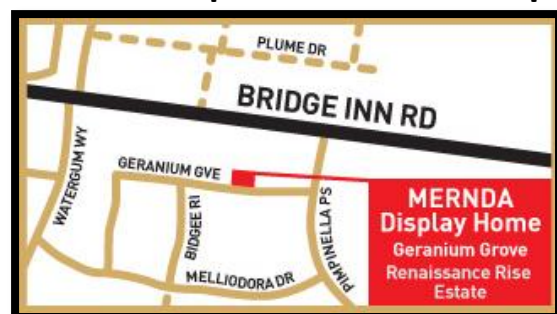 PLUME DR
BRIDGE INN RD
WATERGUM WY
GERANIUM GVE
BIDGEE RI
MELLIODORA DR
PIMPINELLA PS
MERNDA
Display Home
Geranium Grove
Renaissance Rise
Estate